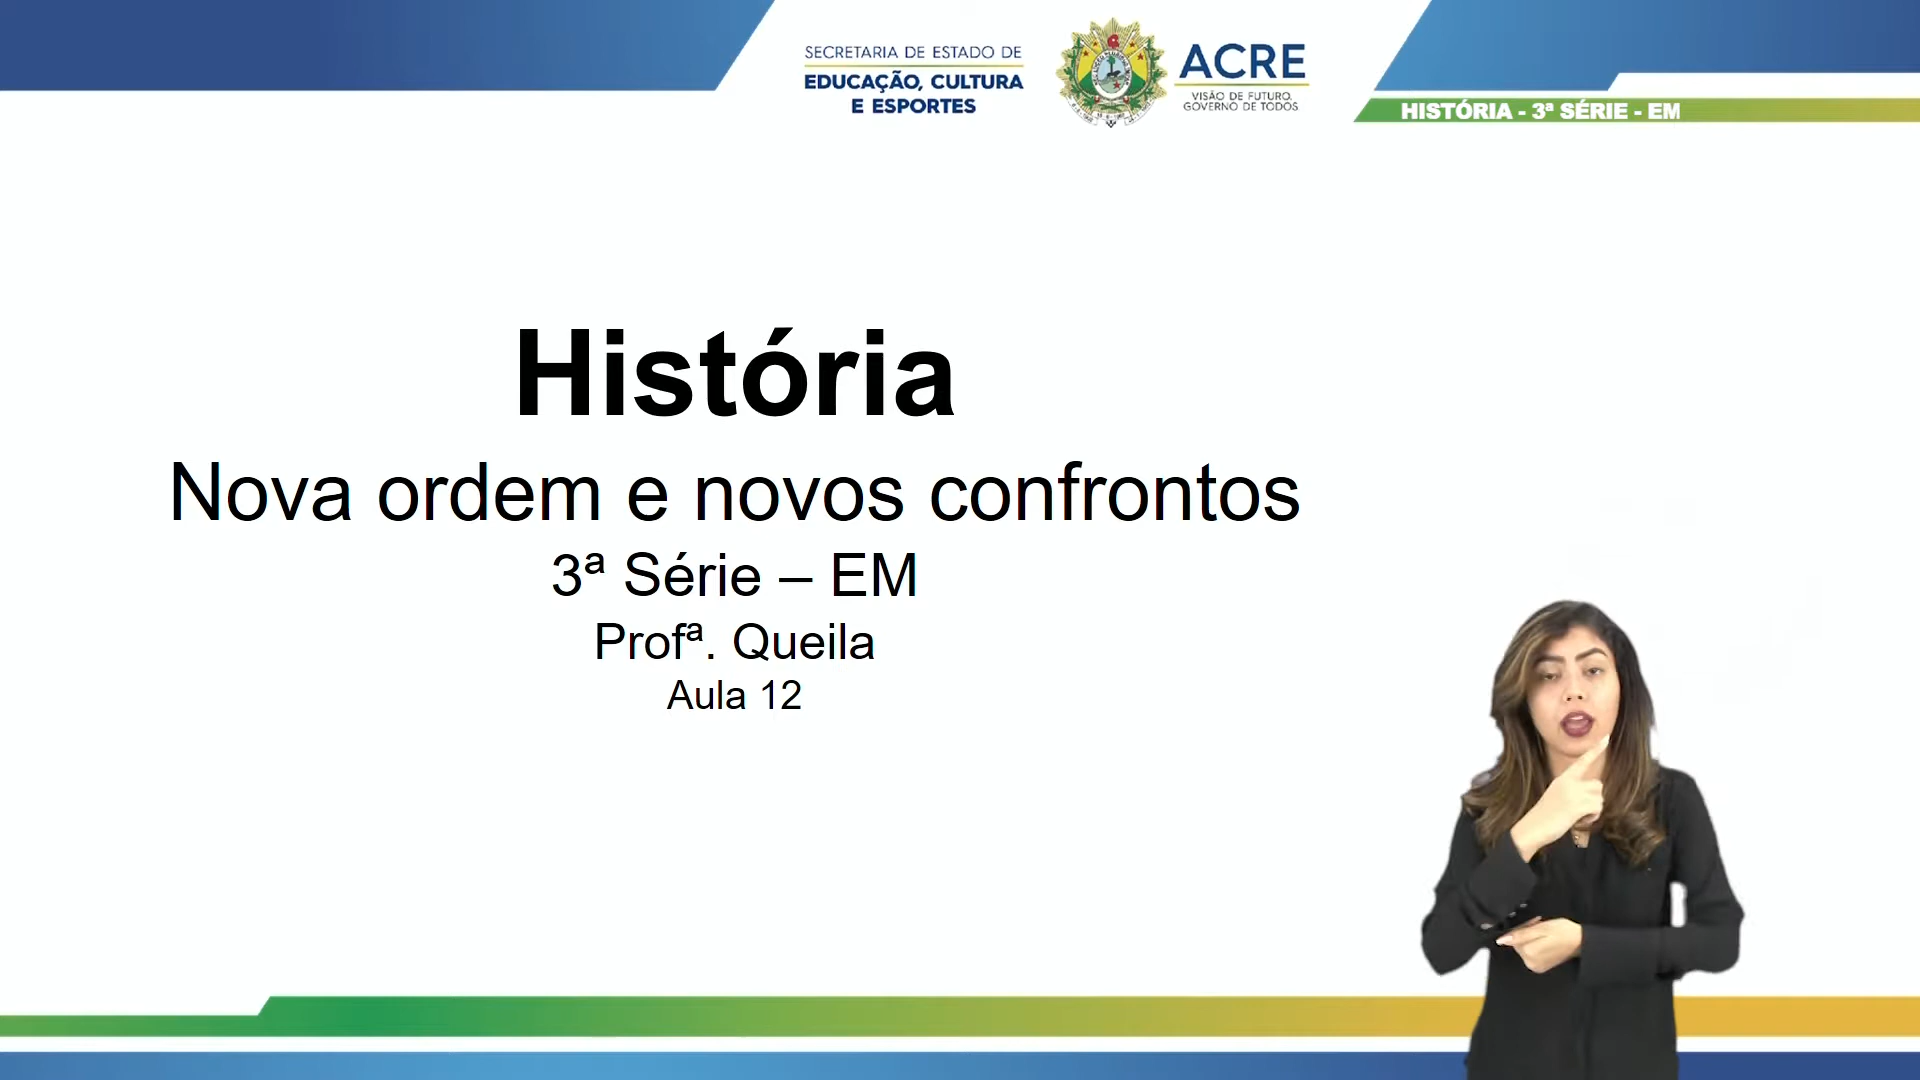 SECRETARIA DE ESTADO DE
EDUCAÇÃO, CULTURA
E ESPORTES
ACRE
VISÃO DE FUTURO.
GOVERNO DE TODOS
HISTÓRIA - 3ª SÉRIE - EM
História
Nova ordem e novos confrontos
3ª Série – EM
Profª. Queila
Aula 12